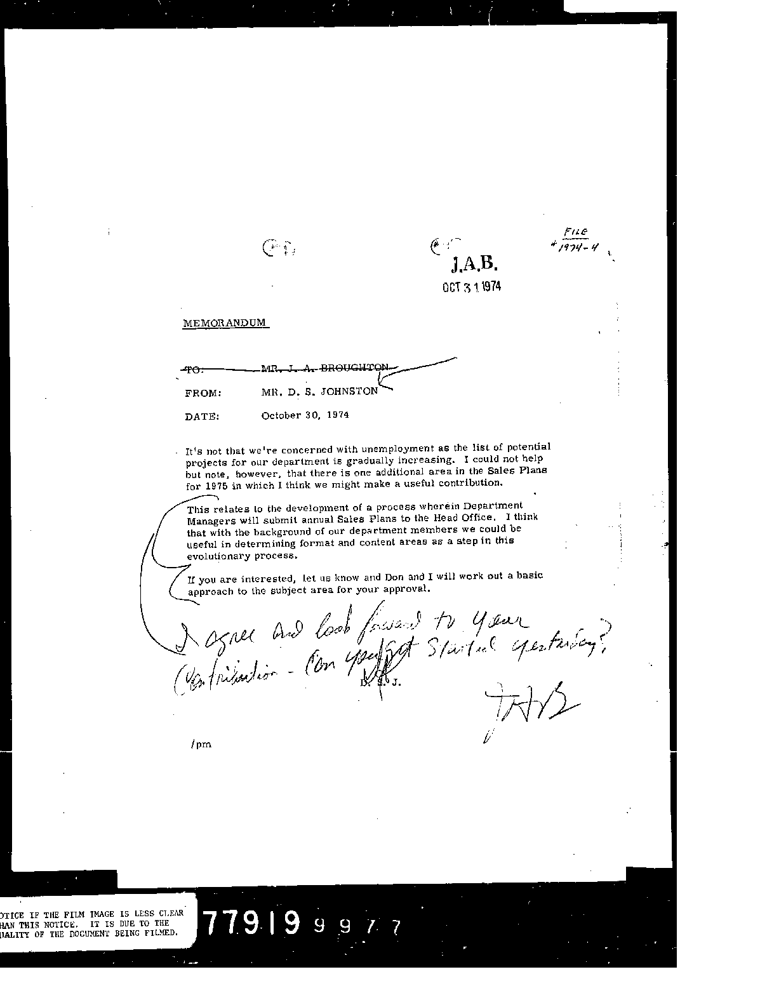 FILE
# 1974-4
J.A.B.
OCT 31 1974
MEMORANDUM
TO: MR. J. A. BROUGHTON
FROM: MR. D. S. JOHNSTON
DATE: October 30, 1974
It's not that we're concerned with unemployment as the list of potential
projects for our department is gradually increasing. I could not help
but note, however, that there is one additional area in the Sales Plans
for 1975 in which I think we might make a useful contribution.
This relates to the development of a process wherein Department
Managers will submit annual Sales Plans to the Head Office. I think
that with the background of our department members we could be
useful in determining format and content areas as a step in this
evolutionary process.
If you are interested, let us know and Don and I will work out a basic
approach to the subject area for your approval.
I agree and look forward to your
Contribution - Can you get Started yesterday?
D. S. J.
JAB
/pm
OTICE IF THE FILM IMAGE IS LESS CLEAR
HAN THIS NOTICE. IT IS DUE TO THE
UALITY OF THE DOCUMENT BEING FILMED.
779199977